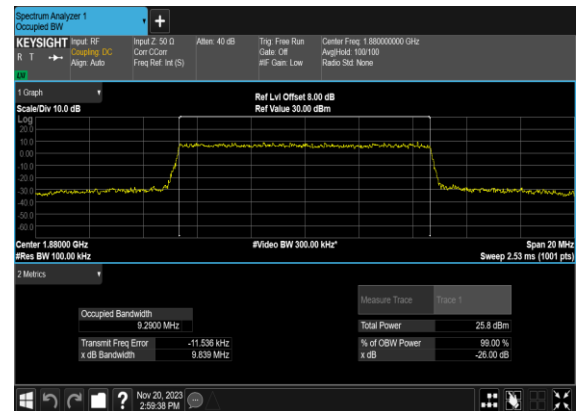 Spectrum Analyzer 1
Occupied BW
KEYSIGHT
R T
LW
Input: RF
Coupling: DC
Align: Auto
Input Z: 50 Ω
Corr CCorr
Freq Ref: Int (S)
Atten: 40 dB
Trig: Free Run
Gate: Off
#IF Gain: Low
Center Freq: 1.880000000 GHz
Avg|Hold: 100/100
Radio Std: None
1 Graph
Scale/Div 10.0 dB
Ref Lvl Offset 8.00 dB
Ref Value 30.00 dBm
Log
20.0
10.0
0.00
-10.0
-20.0
-30.0
-40.0
-50.0
-60.0
Center 1.88000 GHz
#Res BW 100.00 kHz
#Video BW 300.00 kHz*
Span 20 MHz
Sweep 2.53 ms (1001 pts)
2 Metrics
Measure Trace Trace 1
Occupied Bandwidth
9.2900 MHz
Total Power 25.8 dBm
Transmit Freq Error -11.536 kHz
% of OBW Power 99.00 %
x dB Bandwidth 9.839 MHz
x dB -26.00 dB
Nov 20, 2023
2:59:38 PM